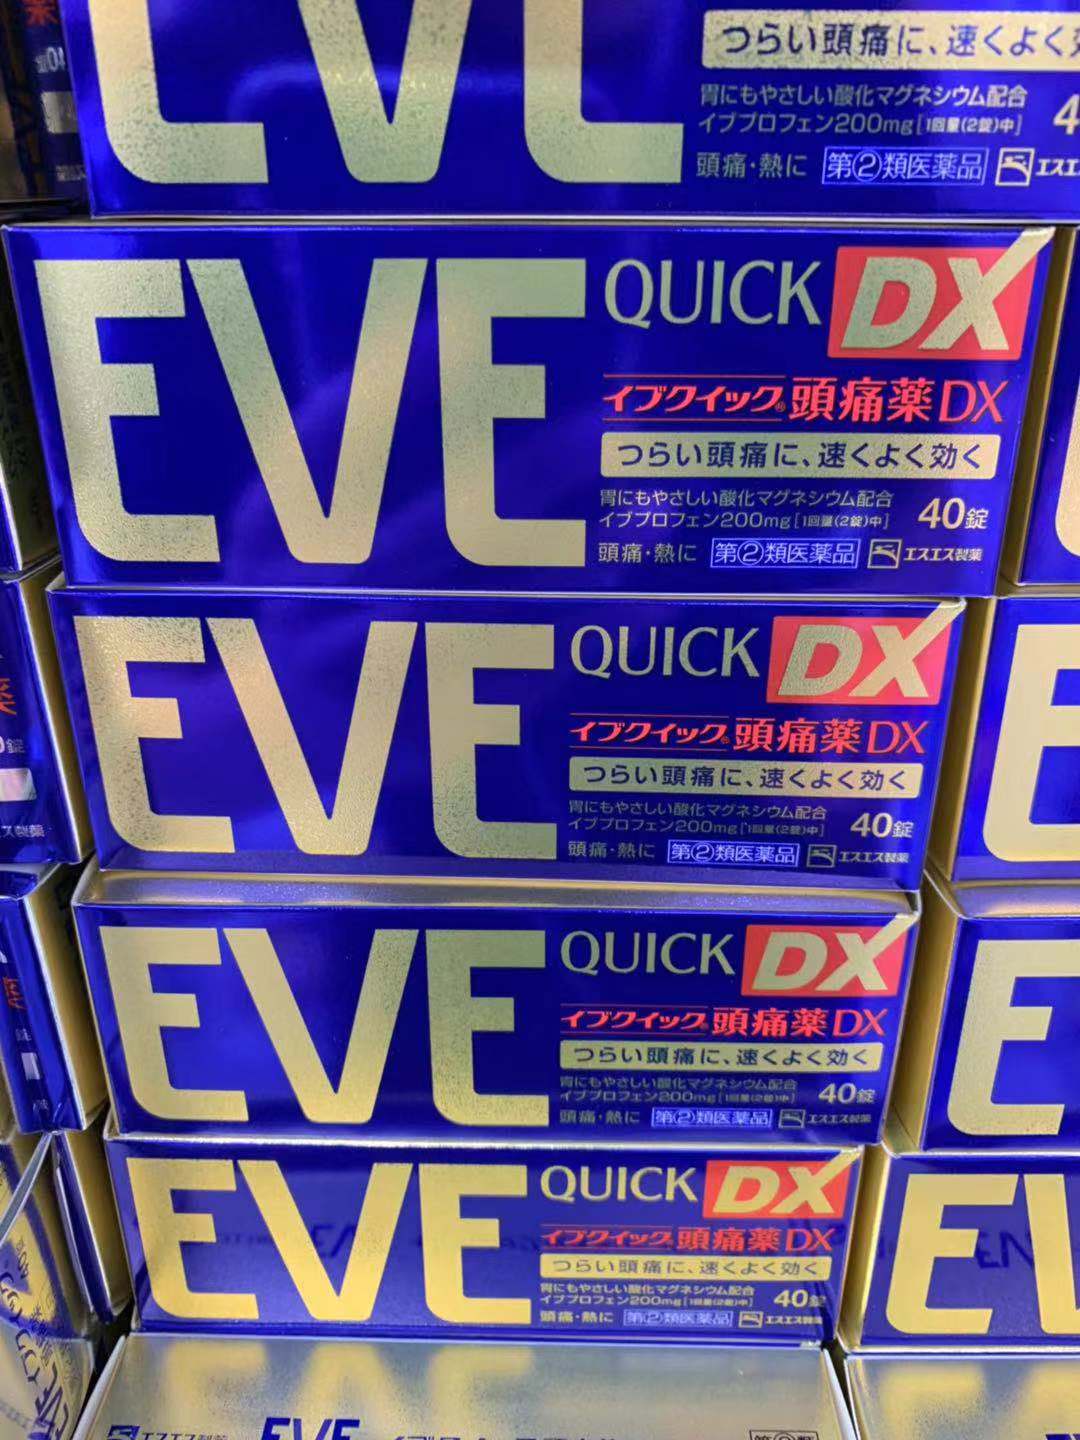 EVE
つらい頭痛に、速くよく
胃にもやさしい酸化マグネシウム配合
イブプロフェン200mg[1回量(2錠)中]
頭痛・熱に 第②類医薬品 エスエ
EVE QUICK DX
イブクイック®頭痛薬DX
つらい頭痛に、速くよく効く
胃にもやさしい酸化マグネシウム配合
イブプロフェン200mg[1回量(2錠)中] 40錠
頭痛・熱に 第②類医薬品 エスエス製薬
EVE QUICK DX
イブクイック®頭痛薬DX
つらい頭痛に、速くよく効く
胃にもやさしい酸化マグネシウム配合
イブプロフェン200mg[1回量(2錠)中] 40錠
頭痛・熱に 第②類医薬品 エスエス製薬
EVE QUICK DX
イブクイック®頭痛薬DX
つらい頭痛に、速くよく効く
胃にもやさしい酸化マグネシウム配合
イブプロフェン200mg[1回量(2錠)中] 40錠
頭痛・熱に 第②類医薬品 エスエス製薬
EVE QUICK DX
イブクイック頭痛薬DX
つらい頭痛に、速くよく効く
胃にもやさしい酸化マグネシウム配合
イブプロフェン200mg[1回量(2錠)中] 40錠
頭痛・熱に 第②類医薬品 エスエス製薬
エスエス製薬 EVE